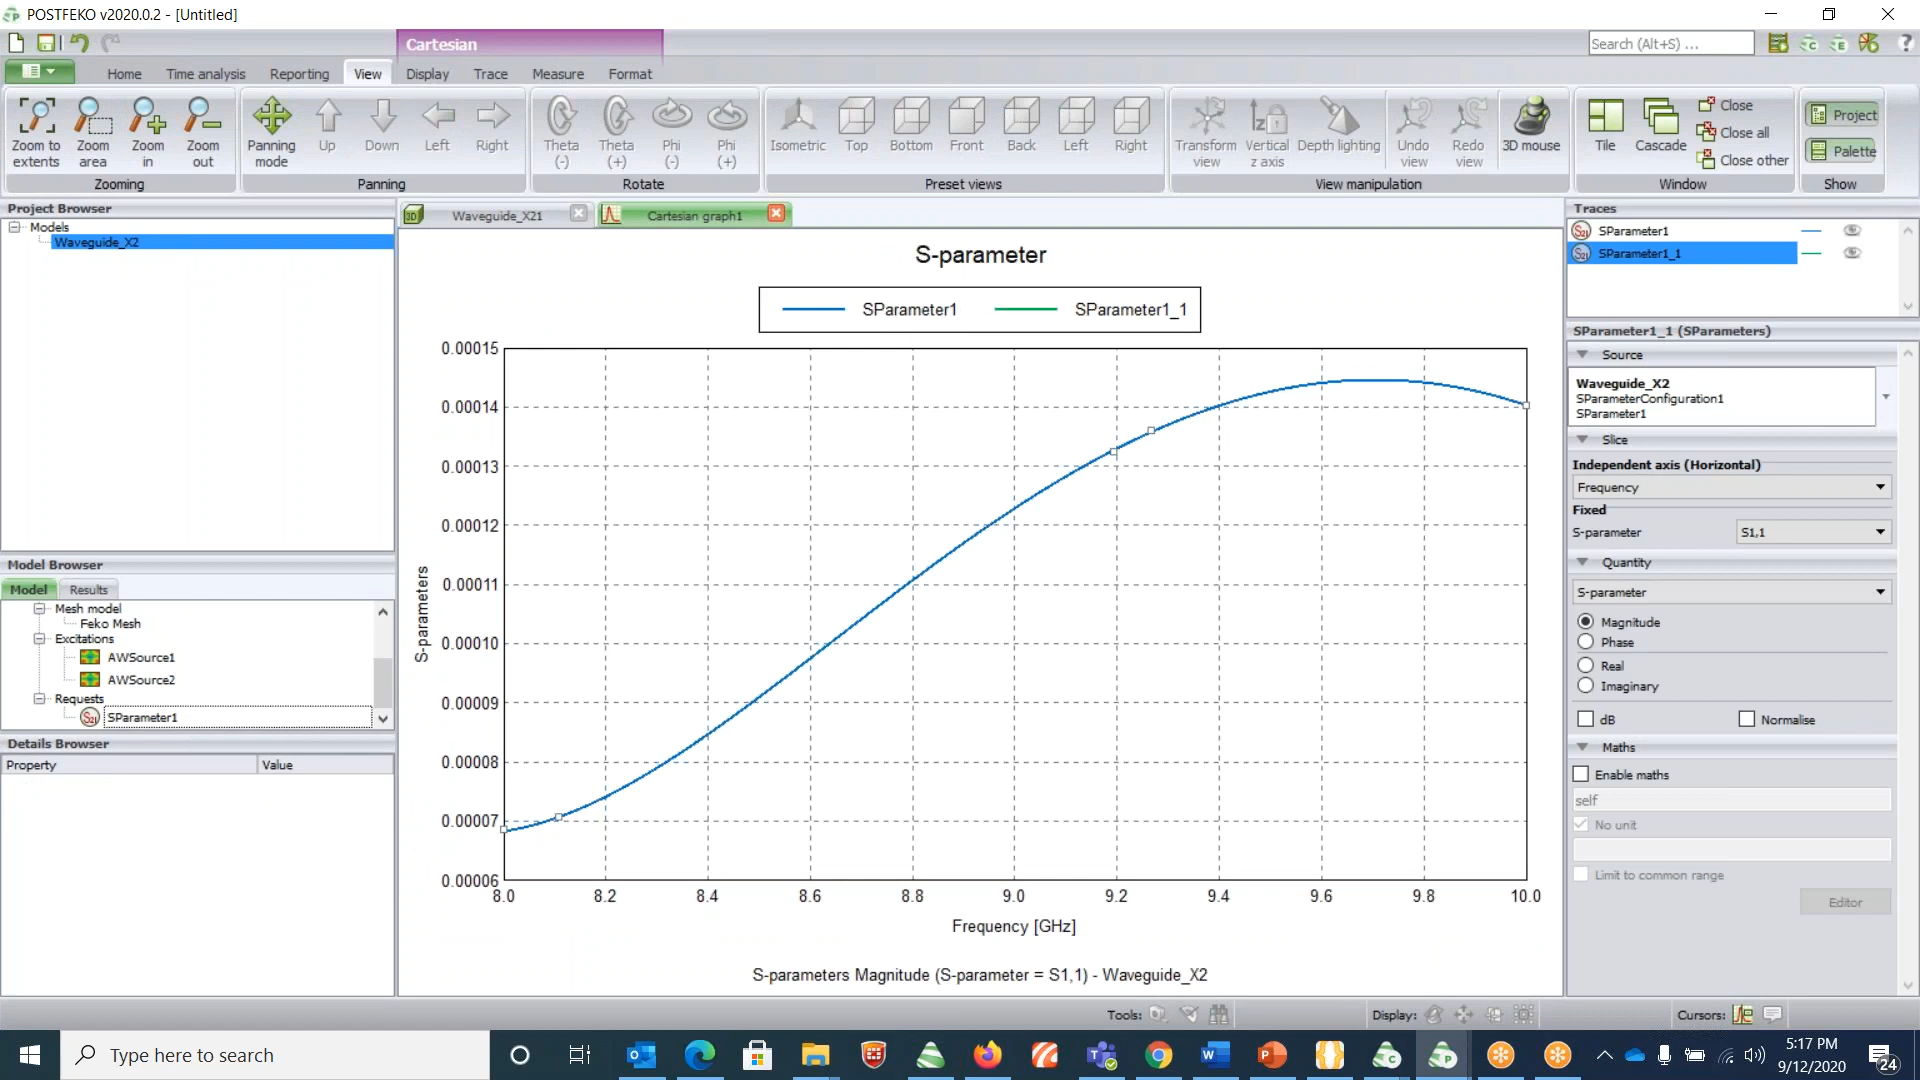 POSTFEKO v2020.0.2 - [Untitled]
Cartesian
Search (Alt+S) ...
Home Time analysis Reporting View Display Trace Measure Format
Zoom to extents
Zoom area
Zoom in
Zoom out
Panning mode
Up
Down
Left
Right
Theta (-)
Theta (+)
Phi (-)
Phi (+)
Isometric
Top
Bottom
Front
Back
Left
Right
Transform view
Vertical z axis
Depth lighting
Undo view
Redo view
3D mouse
Tile
Cascade
Close
Close all
Close other
Project
Palette
Zooming Panning Rotate Preset views View manipulation Window Show
Project Browser
Models
Waveguide_X2
Waveguide_X21
Cartesian graph1
Model Browser
Model Results
Mesh model
Feko Mesh
Excitations
AWSource1
AWSource2
Requests
SParameter1
Details Browser
Property Value
S-parameter
SParameter1 SParameter1_1
0.00015
0.00014
0.00013
0.00012
0.00011
0.00010
0.00009
0.00008
0.00007
0.00006
S-parameters
8.0 8.2 8.4 8.6 8.8 9.0 9.2 9.4 9.6 9.8 10.0
Frequency [GHz]
S-parameters Magnitude (S-parameter = S1,1) - Waveguide_X2
Traces
SParameter1
SParameter1_1
SParameter1_1 (SParameters)
Source
Waveguide_X2
SParameterConfiguration1
SParameter1
Slice
Independent axis (Horizontal)
Frequency
Fixed
S-parameter S1,1
Quantity
S-parameter
Magnitude
Phase
Real
Imaginary
dB Normalise
Maths
Enable maths
self
No unit
Limit to common range
Editor
Tools: Display: Cursors:
Type here to search
5:17 PM
9/12/2020
24